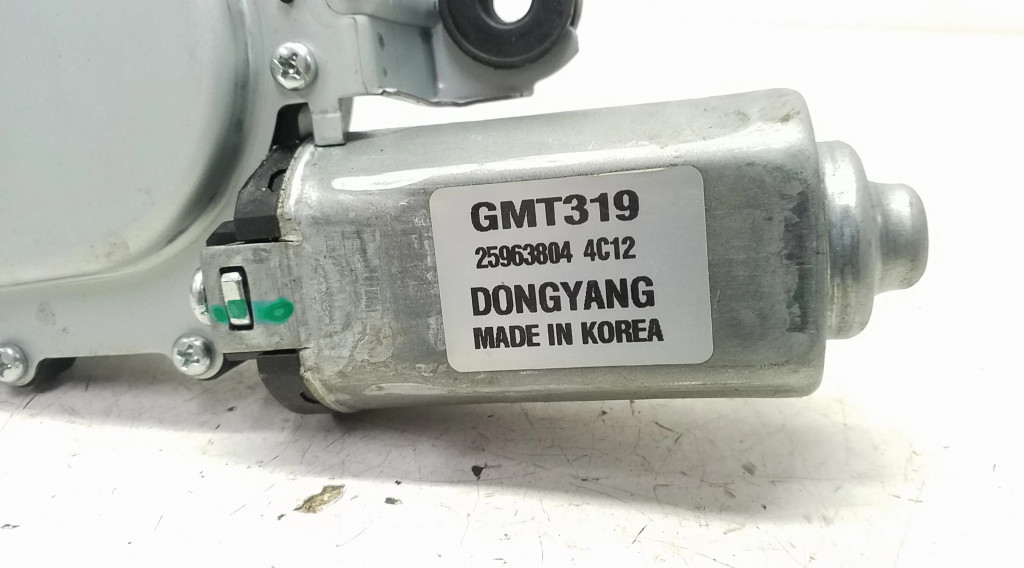 GMT319
25963804 4C12
DONGYANG
MADE IN KOREA